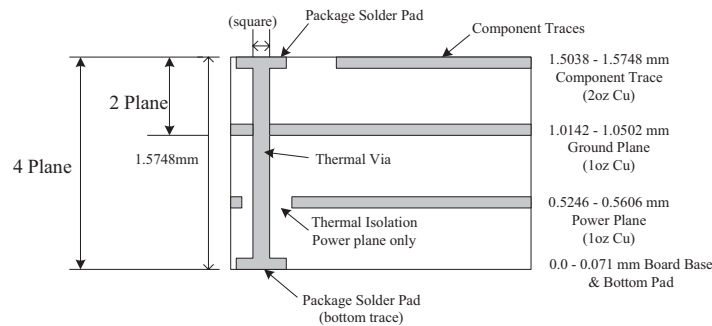 (square)
Package Solder Pad
Component Traces
1.5038 - 1.5748 mm
Component Trace
(2oz Cu)
2 Plane
4 Plane
1.5748mm
1.0142 - 1.0502 mm
Ground Plane
(1oz Cu)
Thermal Via
0.5246 - 0.5606 mm
Power Plane
(1oz Cu)
Thermal Isolation
Power plane only
0.0 - 0.071 mm Board Base
& Bottom Pad
Package Solder Pad
(bottom trace)